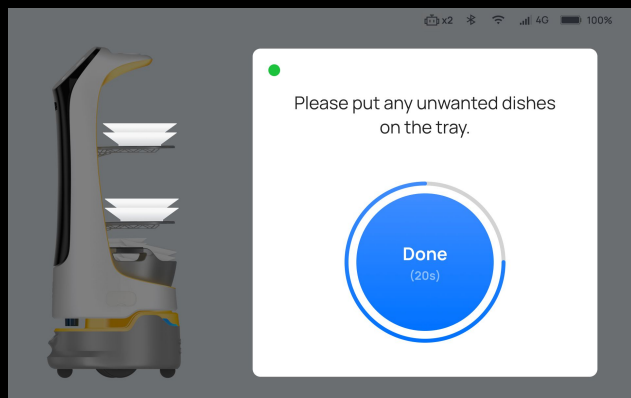 x2 4G 100%
Please put any unwanted dishes
on the tray.
Done
(20s)